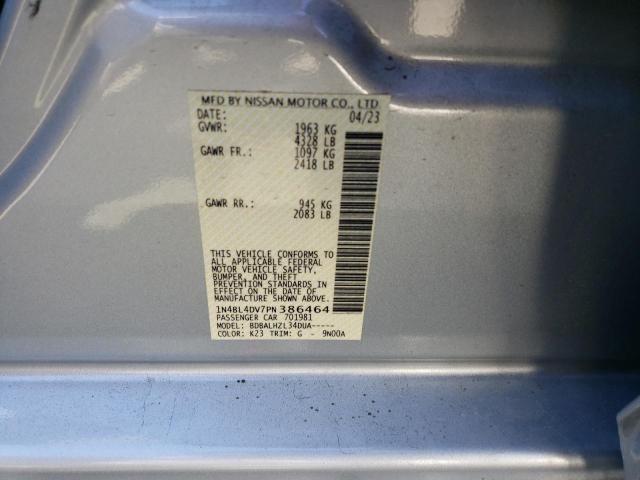 MFD BY NISSAN MOTOR CO., LTD
DATE: 04/23
GVWR: 1963 KG
4328 LB
GAWR FR.: 1097 KG
2418 LB
GAWR RR.: 945 KG
2083 LB
THIS VEHICLE CONFORMS TO
ALL APPLICABLE FEDERAL
MOTOR VEHICLE SAFETY,
BUMPER, AND THEFT
PREVENTION STANDARDS IN
EFFECT ON THE DATE OF
MANUFACTURE SHOWN ABOVE.
1N4BL4DV7PN386464
PASSENGER CAR 701981
MODEL: BDBALHZL34DUA-----
COLOR: K23 TRIM: G - 9N00A